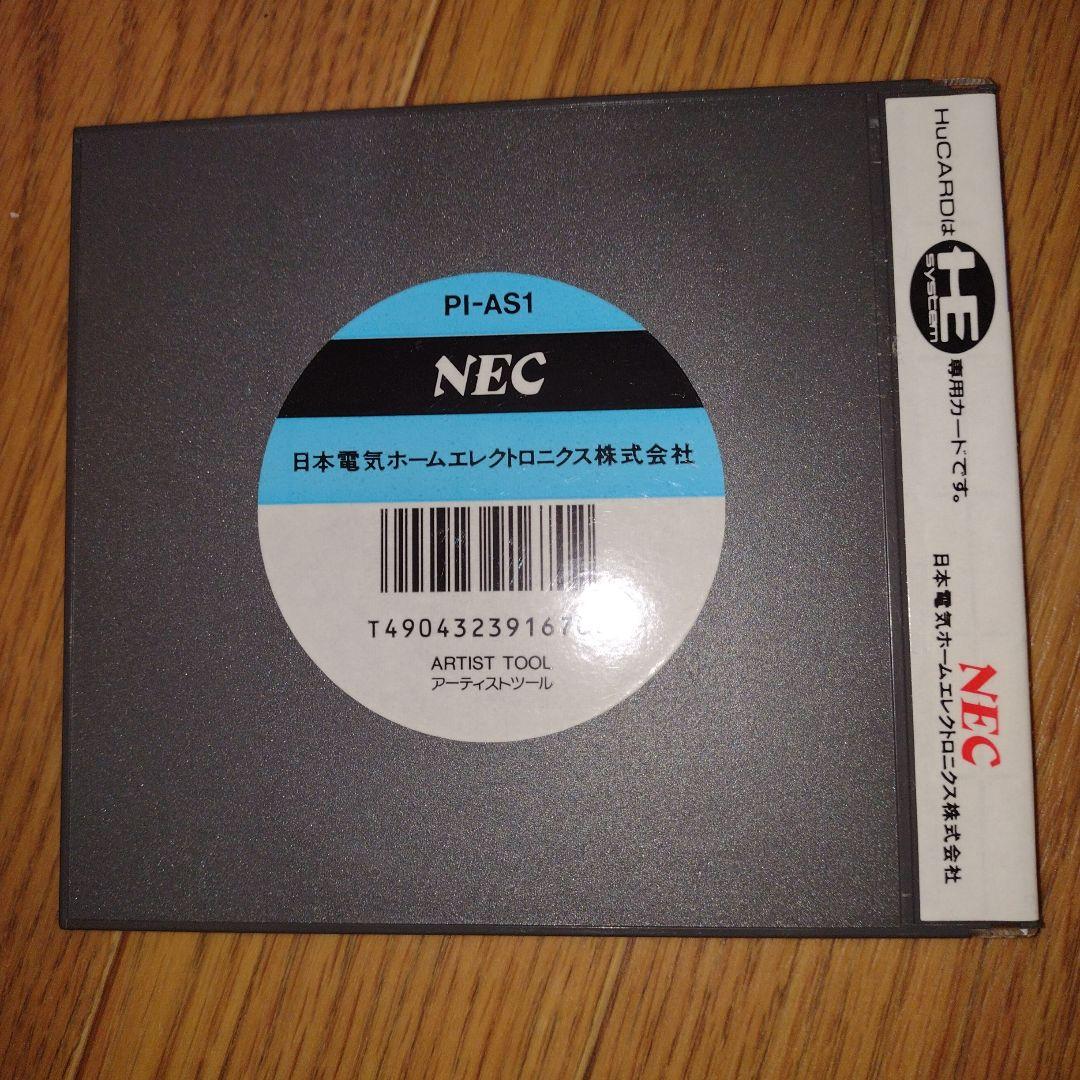 PI-AS1
NEC
日本電気ホームエレクトロニクス株式会社
T49043239167
ARTIST TOOL
アーティストツール
HuCARDは HE system 専用カードです。
NEC
日本電気ホームエレクトロニクス株式会社